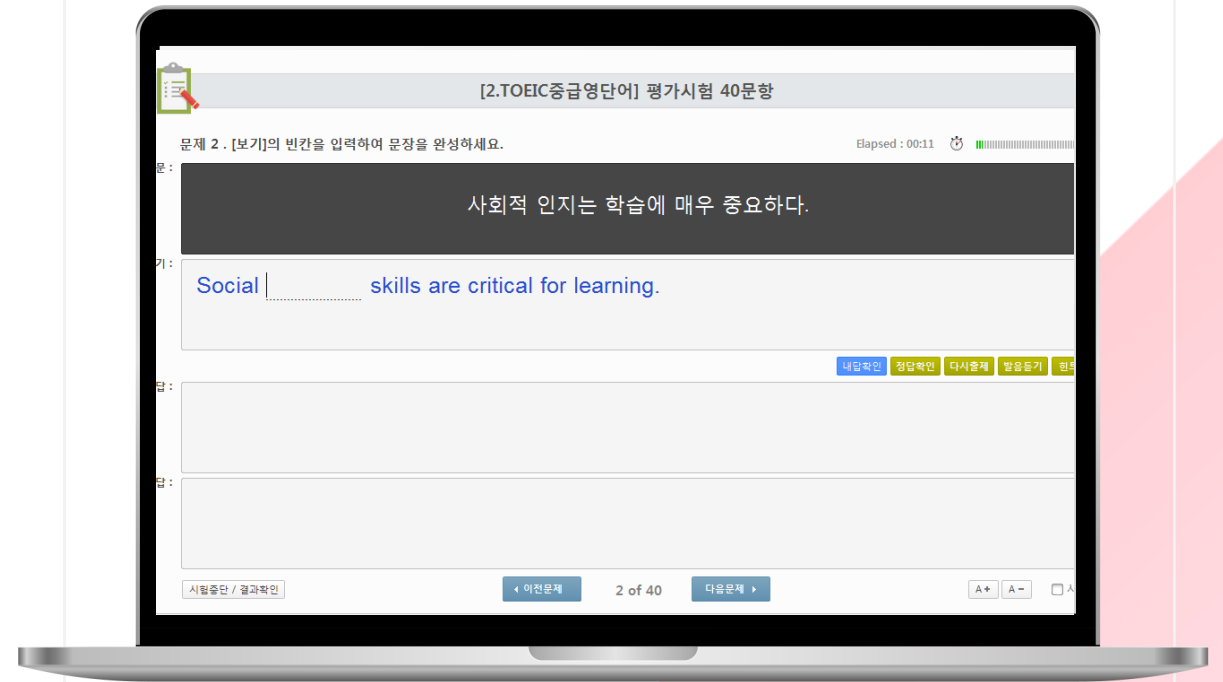 [2.TOEIC중급영단어] 평가시험 40문항
문제 2 . [보기]의 빈칸을 입력하여 문장을 완성하세요.
Elapsed : 00:11
문 :
사회적 인지는 학습에 매우 중요하다.
기 :
Social skills are critical for learning.
내답확인 정답확인 다시출제 발음듣기
답 :
답 :
시험중단 / 결과확인
이전문제
2 of 40
다음문제
A+ A-